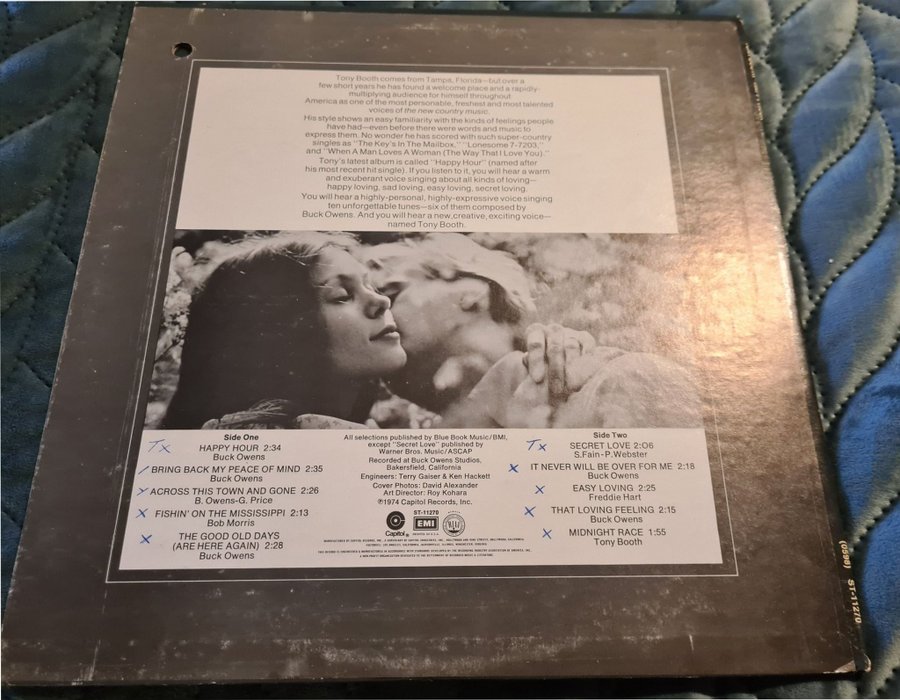 Tony Booth comes from Tampa, Florida—but over a
few short years he has found a welcome place and a rapidly-
multiplying audience for himself throughout
America as one of the most personable, freshest and most talented
voices of the new country music.
His style shows an easy familiarity with the kinds of feelings people
have had—even before there were words and music to
express them. No wonder he has scored with such super-country
singles as "The Key's In The Mailbox," "Lonesome 7-7203,"
and "When A Man Loves A Woman (The Way That I Love You)."
Tony's latest album is called "Happy Hour" (named after
his most recent hit single). If you listen to it, you will hear a warm
and exuberant voice singing about all kinds of loving—
happy loving, sad loving, easy loving, secret loving.
You will hear a highly-personal, highly-expressive voice singing
ten unforgettable tunes—six of them composed by
Buck Owens. And you will hear a new, creative, exciting voice—
named Tony Booth.
Side One
Tx HAPPY HOUR 2:34
Buck Owens
BRING BACK MY PEACE OF MIND 2:35
Buck Owens
ACROSS THIS TOWN AND GONE 2:26
B. Owens-G. Price
x FISHIN' ON THE MISSISSIPPI 2:13
Bob Morris
x THE GOOD OLD DAYS
(ARE HERE AGAIN) 2:28
Buck Owens
All selections published by Blue Book Music/BMI,
except "Secret Love" published by
Warner Bros. Music/ASCAP
Recorded at Buck Owens Studios,
Bakersfield, California
Engineers: Terry Gaiser & Ken Hackett
Cover Photos: David Alexander
Art Director: Roy Kohara
℗1974 Capitol Records, Inc.
ST-11270
Capitol
EMI
Side Two
Tx SECRET LOVE 2:06
S.Fain-P.Webster
x IT NEVER WILL BE OVER FOR ME 2:18
Buck Owens
x EASY LOVING 2:25
Freddie Hart
x THAT LOVING FEELING 2:15
Buck Owens
x MIDNIGHT RACE 1:55
Tony Booth
(0598) ST-11270